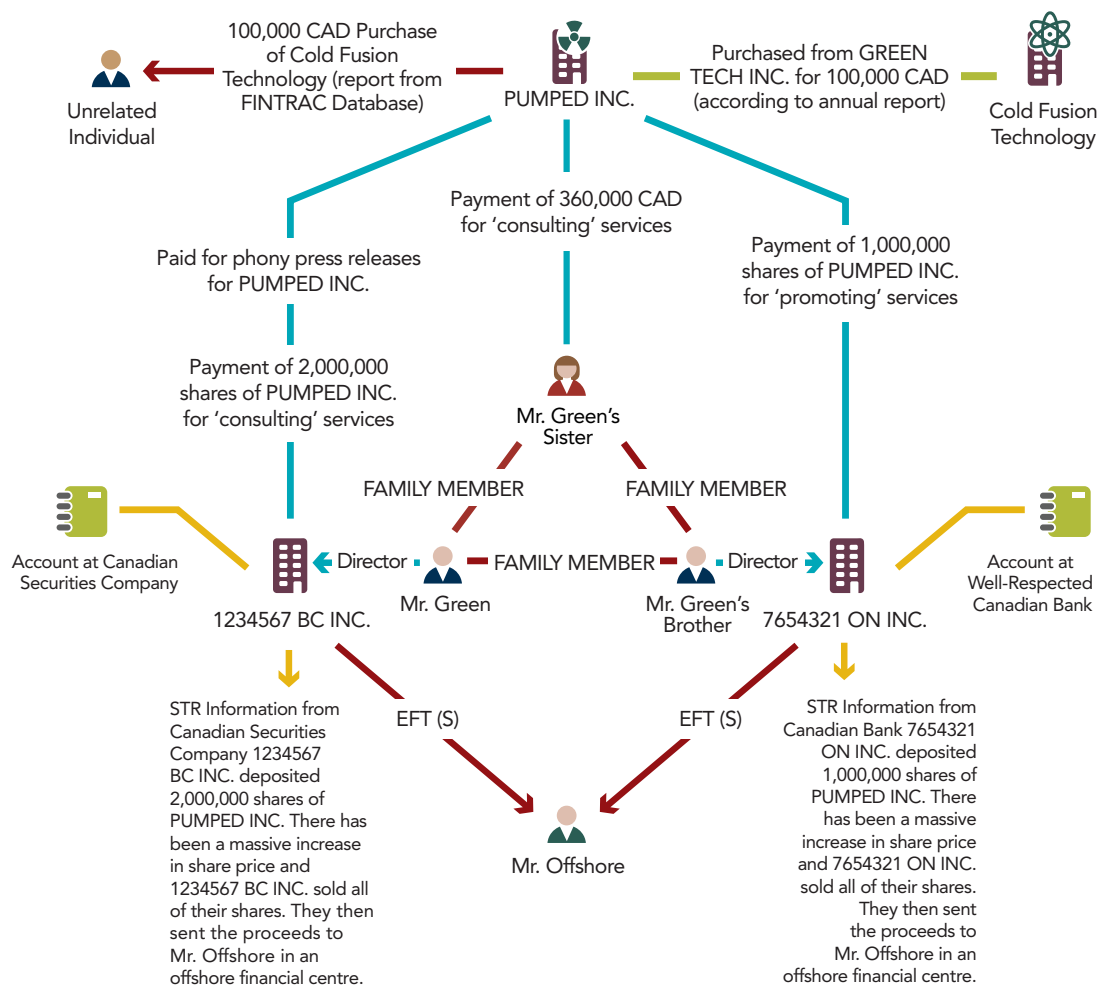 100,000 CAD Purchase
of Cold Fusion
Technology (report from
FINTRAC Database)
Unrelated
Individual
PUMPED INC.
Purchased from GREEN
TECH INC. for 100,000 CAD
(according to annual report)
Cold Fusion
Technology
Paid for phony press releases
for PUMPED INC.
Payment of 2,000,000
shares of PUMPED INC.
for ‘consulting’ services
Payment of 360,000 CAD
for ‘consulting’ services
Payment of 1,000,000
shares of PUMPED INC.
for ‘promoting’ services
Mr. Green’s
Sister
FAMILY MEMBER
FAMILY MEMBER
Account at Canadian
Securities Company
Director
FAMILY MEMBER
Director
Account at
Well-Respected
Canadian Bank
1234567 BC INC.
Mr. Green
Mr. Green’s
Brother
7654321 ON INC.
STR Information from
Canadian Securities
Company 1234567
BC INC. deposited
2,000,000 shares of
PUMPED INC. There has
been a massive increase
in share price and
1234567 BC INC. sold all
of their shares. They then
sent the proceeds to
Mr. Offshore in an
offshore financial centre.
EFT (S)
EFT (S)
Mr. Offshore
STR Information from
Canadian Bank 7654321
ON INC. deposited
1,000,000 shares of
PUMPED INC. There
has been a massive
increase in share price
and 7654321 ON INC.
sold all of their shares.
They then sent
the proceeds to
Mr. Offshore in an
offshore financial centre.